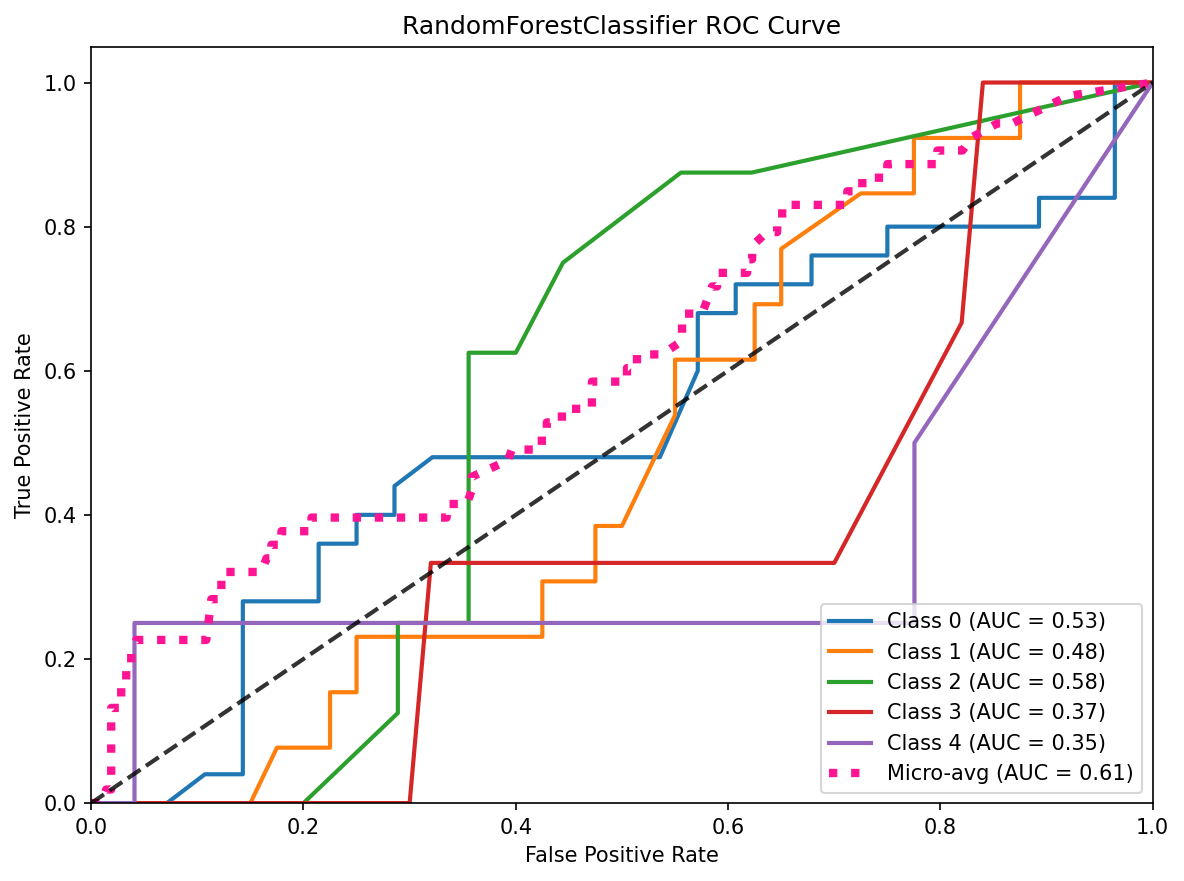 RandomForestClassifier ROC Curve
True Positive Rate
1.0
0.8
0.6
0.4
0.2
0.0
Class 0 (AUC = 0.53)
Class 1 (AUC = 0.48)
Class 2 (AUC = 0.58)
Class 3 (AUC = 0.37)
Class 4 (AUC = 0.35)
Micro-avg (AUC = 0.61)
0.0 0.2 0.4 0.6 0.8 1.0
False Positive Rate